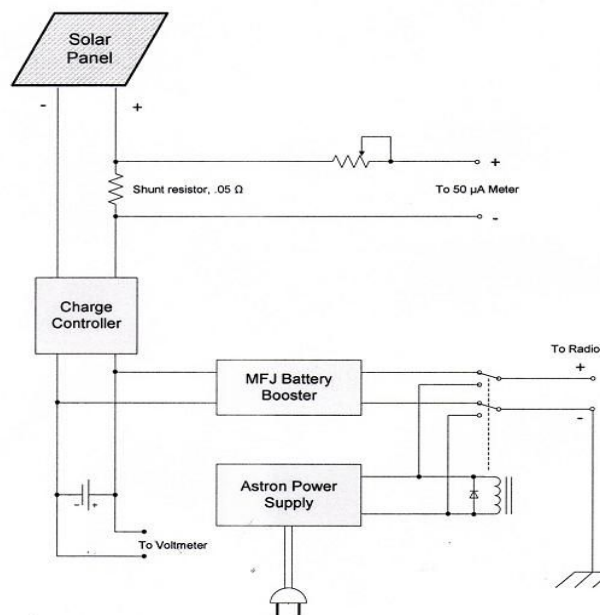 Solar
Panel
-
+
+
Shunt resistor, .05 Ω
To 50 µA Meter
-
Charge
Controller
To Radio
+
MFJ Battery
Booster
-
Astron Power
Supply
- +
To Voltmeter